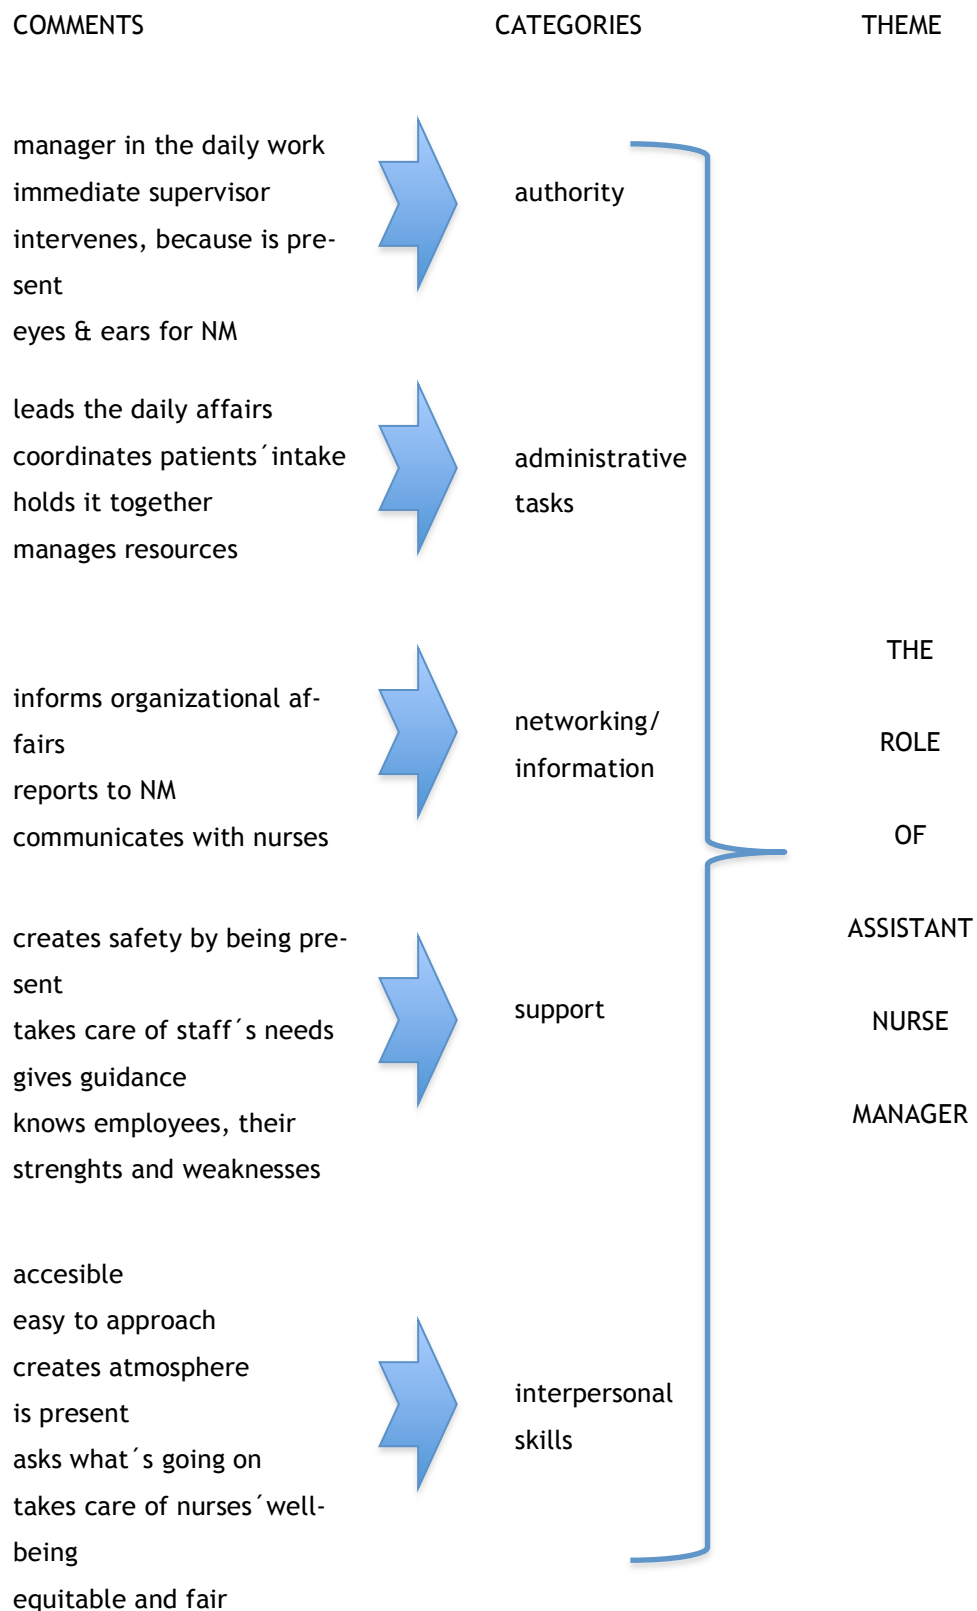 COMMENTS CATEGORIES THEME
manager in the daily work
immediate supervisor
intervenes, because is pre-
sent
eyes & ears for NM
authority
leads the daily affairs
coordinates patients´intake
holds it together
manages resources
administrative
tasks
informs organizational af-
fairs
reports to NM
communicates with nurses
networking/
information
creates safety by being pre-
sent
takes care of staff´s needs
gives guidance
knows employees, their
strenghts and weaknesses
support
accesible
easy to approach
creates atmosphere
is present
asks what´s going on
takes care of nurses´well-
being
equitable and fair
interpersonal
skills
THE
ROLE
OF
ASSISTANT
NURSE
MANAGER